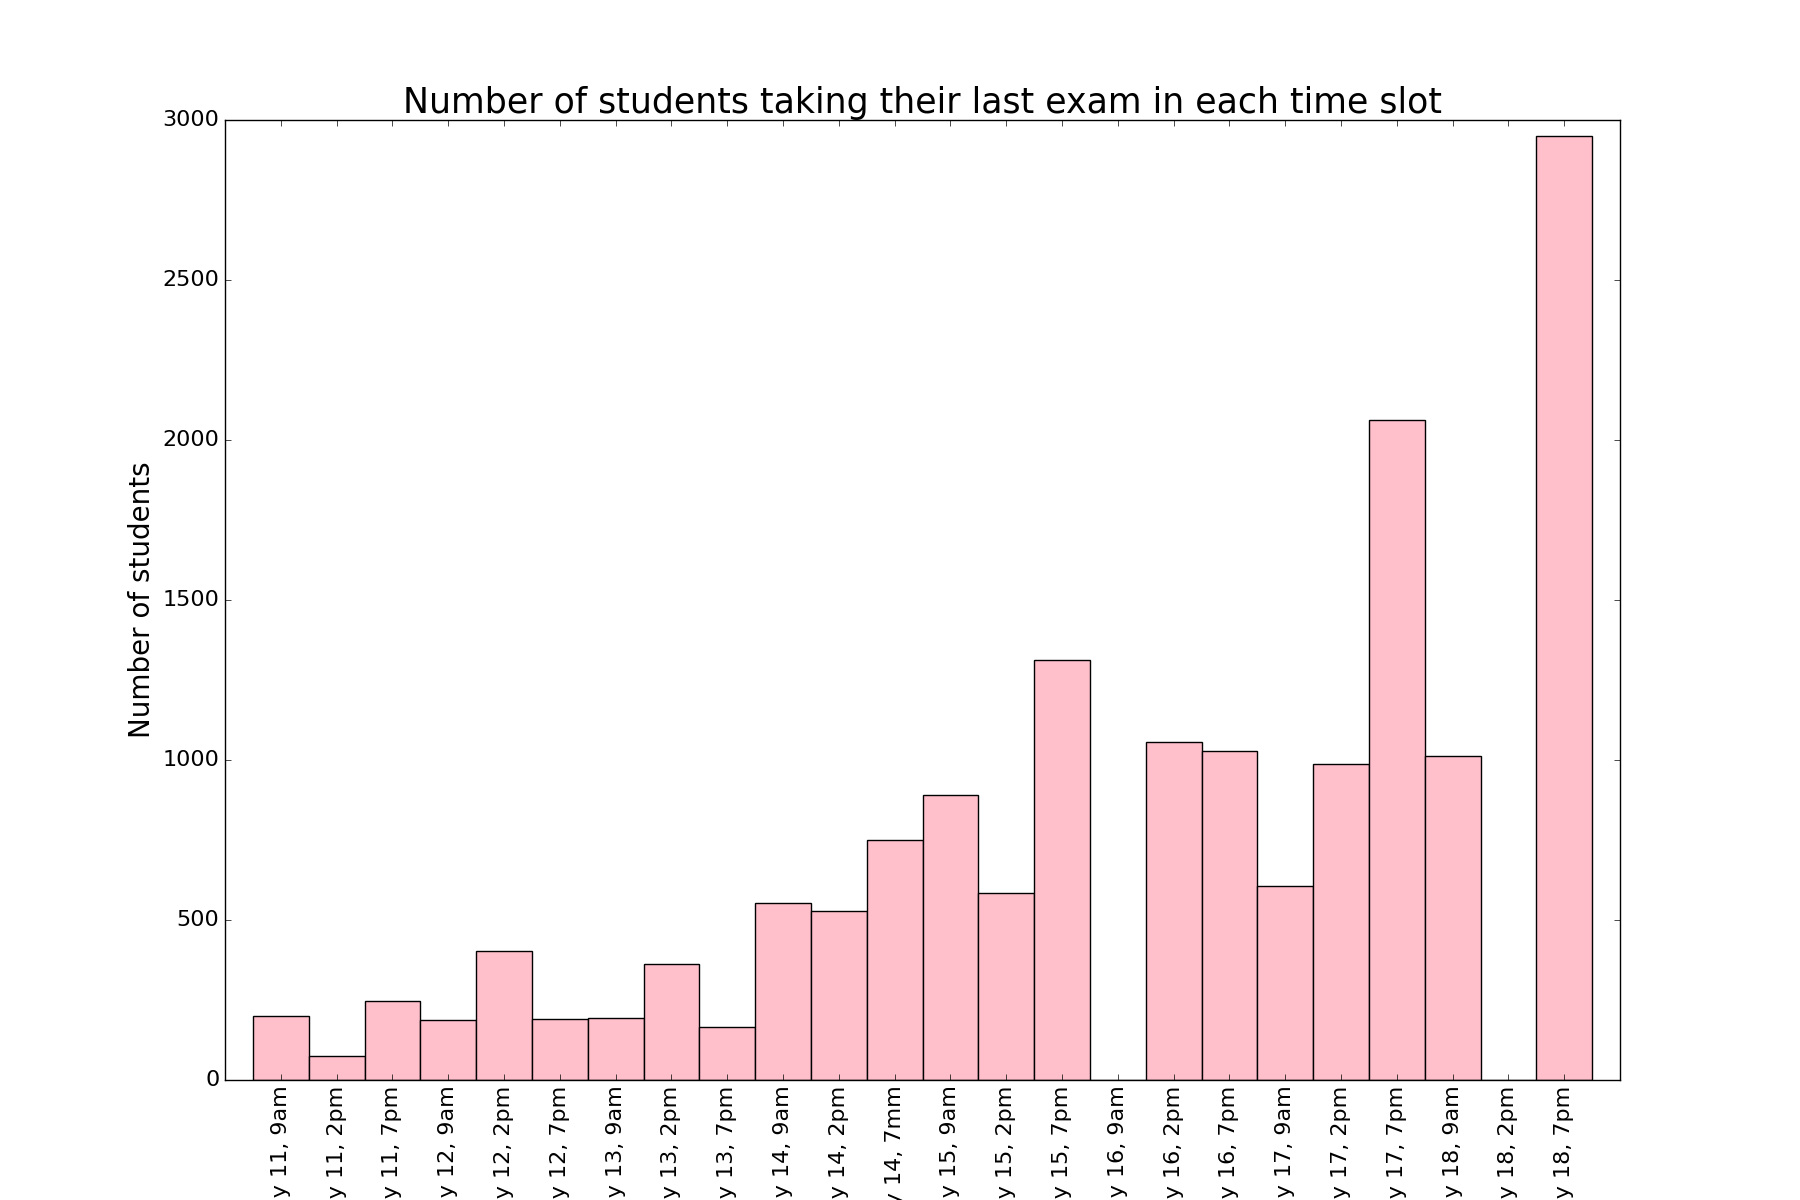 Number of students taking their last exam in each time slot
3000
2500
2000
1500
1000
500
0
Number of students
y 11, 9am
y 11, 2pm
y 11, 7pm
y 12, 9am
y 12, 2pm
y 12, 7pm
y 13, 9am
y 13, 2pm
y 13, 7pm
y 14, 9am
y 14, 2pm
y 14, 7mm
y 15, 9am
y 15, 2pm
y 15, 7pm
y 16, 9am
y 16, 2pm
y 16, 7pm
y 17, 9am
y 17, 2pm
y 17, 7pm
y 18, 9am
y 18, 2pm
y 18, 7pm